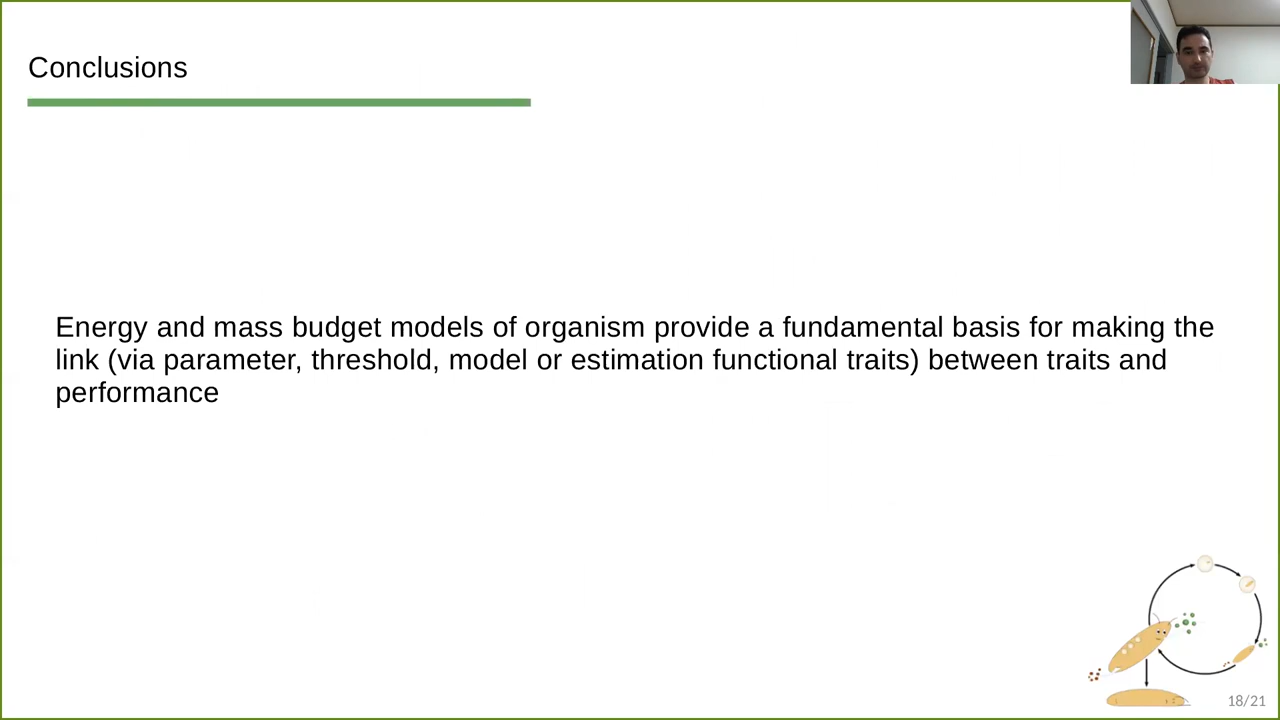 Conclusions
Energy and mass budget models of organism provide a fundamental basis for making the
link (via parameter, threshold, model or estimation functional traits) between traits and
performance
18/21